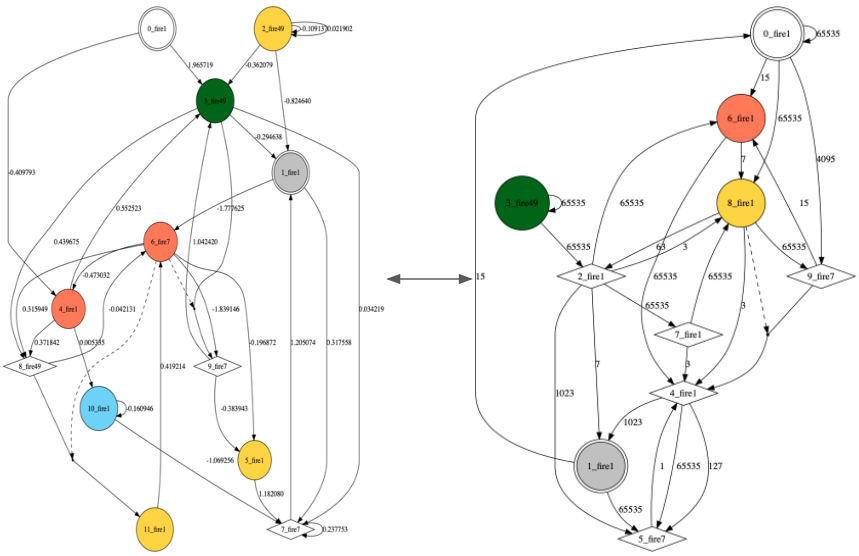 0_fire1
2_fire49
-0.109137
0.021902
1.965719
-0.362079
3_fire49
-0.824640
-0.294638
1_fire1
-0.409793
0.552523
-1.777625
0.439675
6_fire7
1.042420
-0.473032
0.315949
4_fire1
-0.042131
-1.839146
0.034219
0.371842
0.005335
-0.196872
1.205074
0.317558
8_fire49
9_fire7
0.419214
10_fire1
-0.160946
-0.383943
-1.069256
5_fire1
1.182080
11_fire1
7_fire7
0.237753
0_fire1
65535
15
6_fire1
65535
4095
7
3_fire49
65535
65535
8_fire1
15
65535
63
3
65535
2_fire1
9_fire7
15
65535
65535
65535
3
7_fire1
7
3
1023
4_fire1
1023
1_fire1
1
65535
127
65535
5_fire7